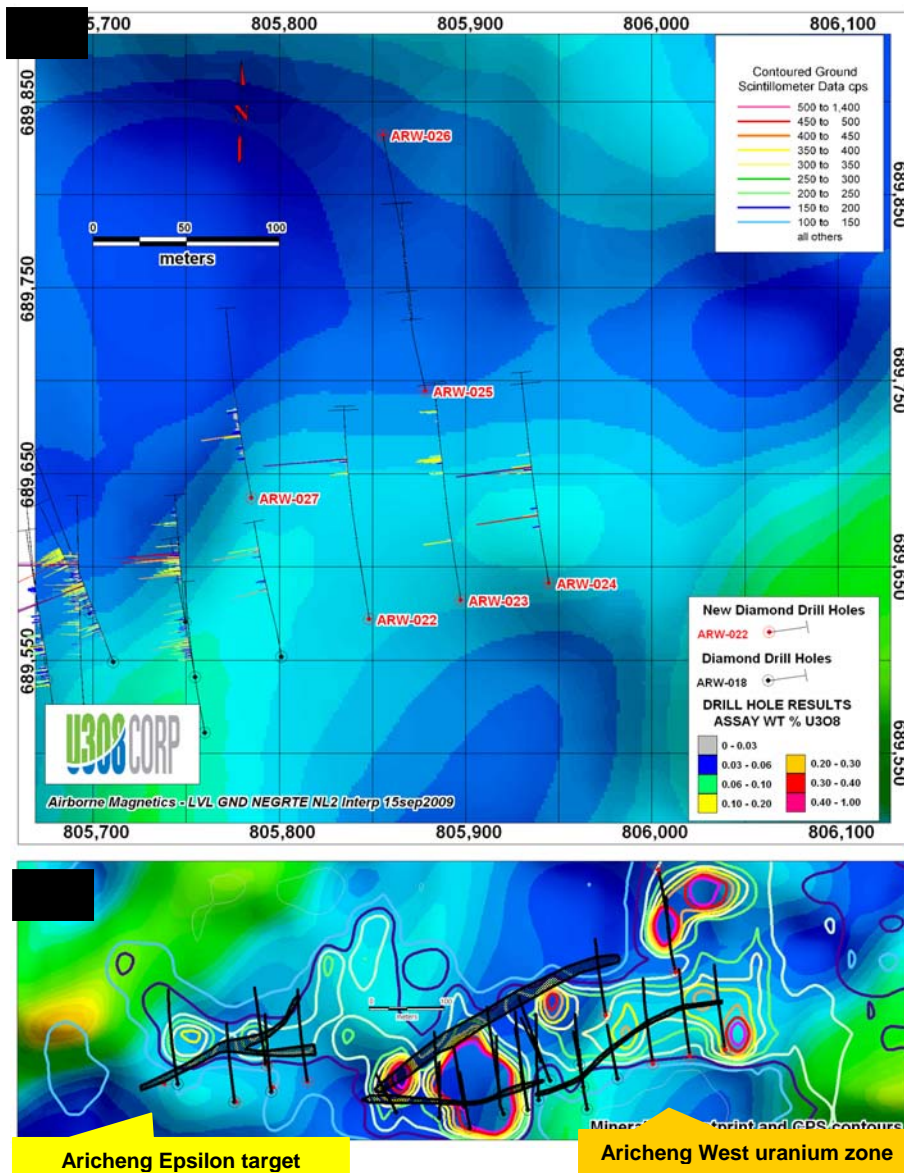 5,700 805,800 805,900 806,000 806,100
689,850
689,750
689,650
689,550
689,850
689,750
689,650
689,550
N
0 50 100
meters
Contoured Ground
Scintillometer Data cps
500 to 1,400
450 to 500
400 to 450
350 to 400
300 to 350
250 to 300
200 to 250
150 to 200
100 to 150
all others
ARW-026
ARW-025
ARW-027
ARW-024
ARW-023
ARW-022
New Diamond Drill Holes
ARW-022
Diamond Drill Holes
ARW-018
DRILL HOLE RESULTS
ASSAY WT % U3O8
0 - 0.03
0.03 - 0.06
0.06 - 0.10
0.10 - 0.20
0.20 - 0.30
0.30 - 0.40
0.40 - 1.00
U3O8 CORP
Airborne Magnetics - LVL GND NEGRTE NL2 Interp 15sep2009
805,700 805,800 805,900 806,000 806,100
0 100
meters
print and CPS contours
Aricheng Epsilon target
Aricheng West uranium zone